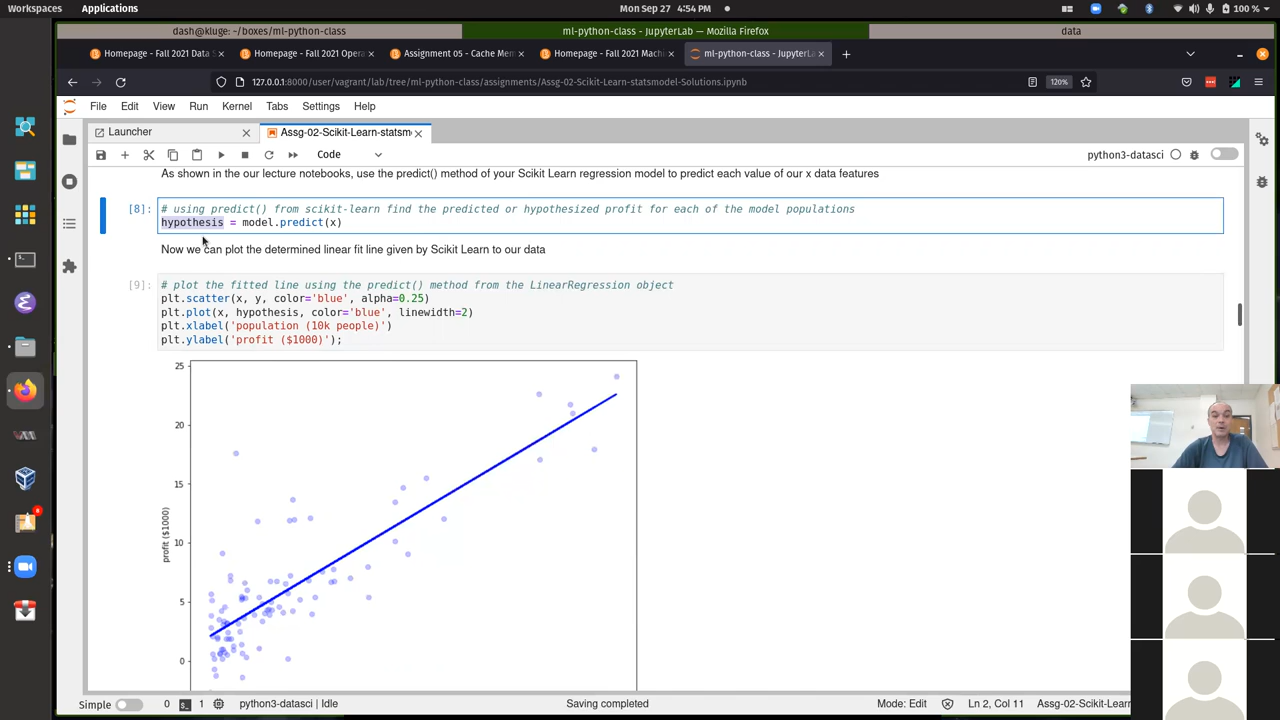 Workspaces Applications Mon Sep 27 4:54 PM 100 %
dash@kluge: ~/boxes/ml-python-class ml-python-class — JupyterLab — Mozilla Firefox data
Homepage - Fall 2021 Data S Homepage - Fall 2021 Opera Assignment 05 - Cache Mem Homepage - Fall 2021 Machi ml-python-class - JupyterLab
127.0.0.1:8000/user/vagrant/lab/tree/ml-python-class/assignments/Assg-02-Scikit-Learn-statsmodel-Solutions.ipynb 120%
File Edit View Run Kernel Tabs Settings Help
Launcher Assg-02-Scikit-Learn-statsm
Code python3-datasci
As shown in the our lecture notebooks, use the predict() method of your Scikit Learn regression model to predict each value of our x data features
[8]: # using predict() from scikit-learn find the predicted or hypothesized profit for each of the model populations
hypothesis = model.predict(x)
Now we can plot the determined linear fit line given by Scikit Learn to our data
[9]: # plot the fitted line using the predict() method from the LinearRegression object
plt.scatter(x, y, color='blue', alpha=0.25)
plt.plot(x, hypothesis, color='blue', linewidth=2)
plt.xlabel('population (10k people)')
plt.ylabel('profit ($1000)');
25
20
15
10
5
0
profit ($1000)
8
Simple 0 1 python3-datasci | Idle Saving completed Mode: Edit Ln 2, Col 11 Assg-02-Scikit-Learn